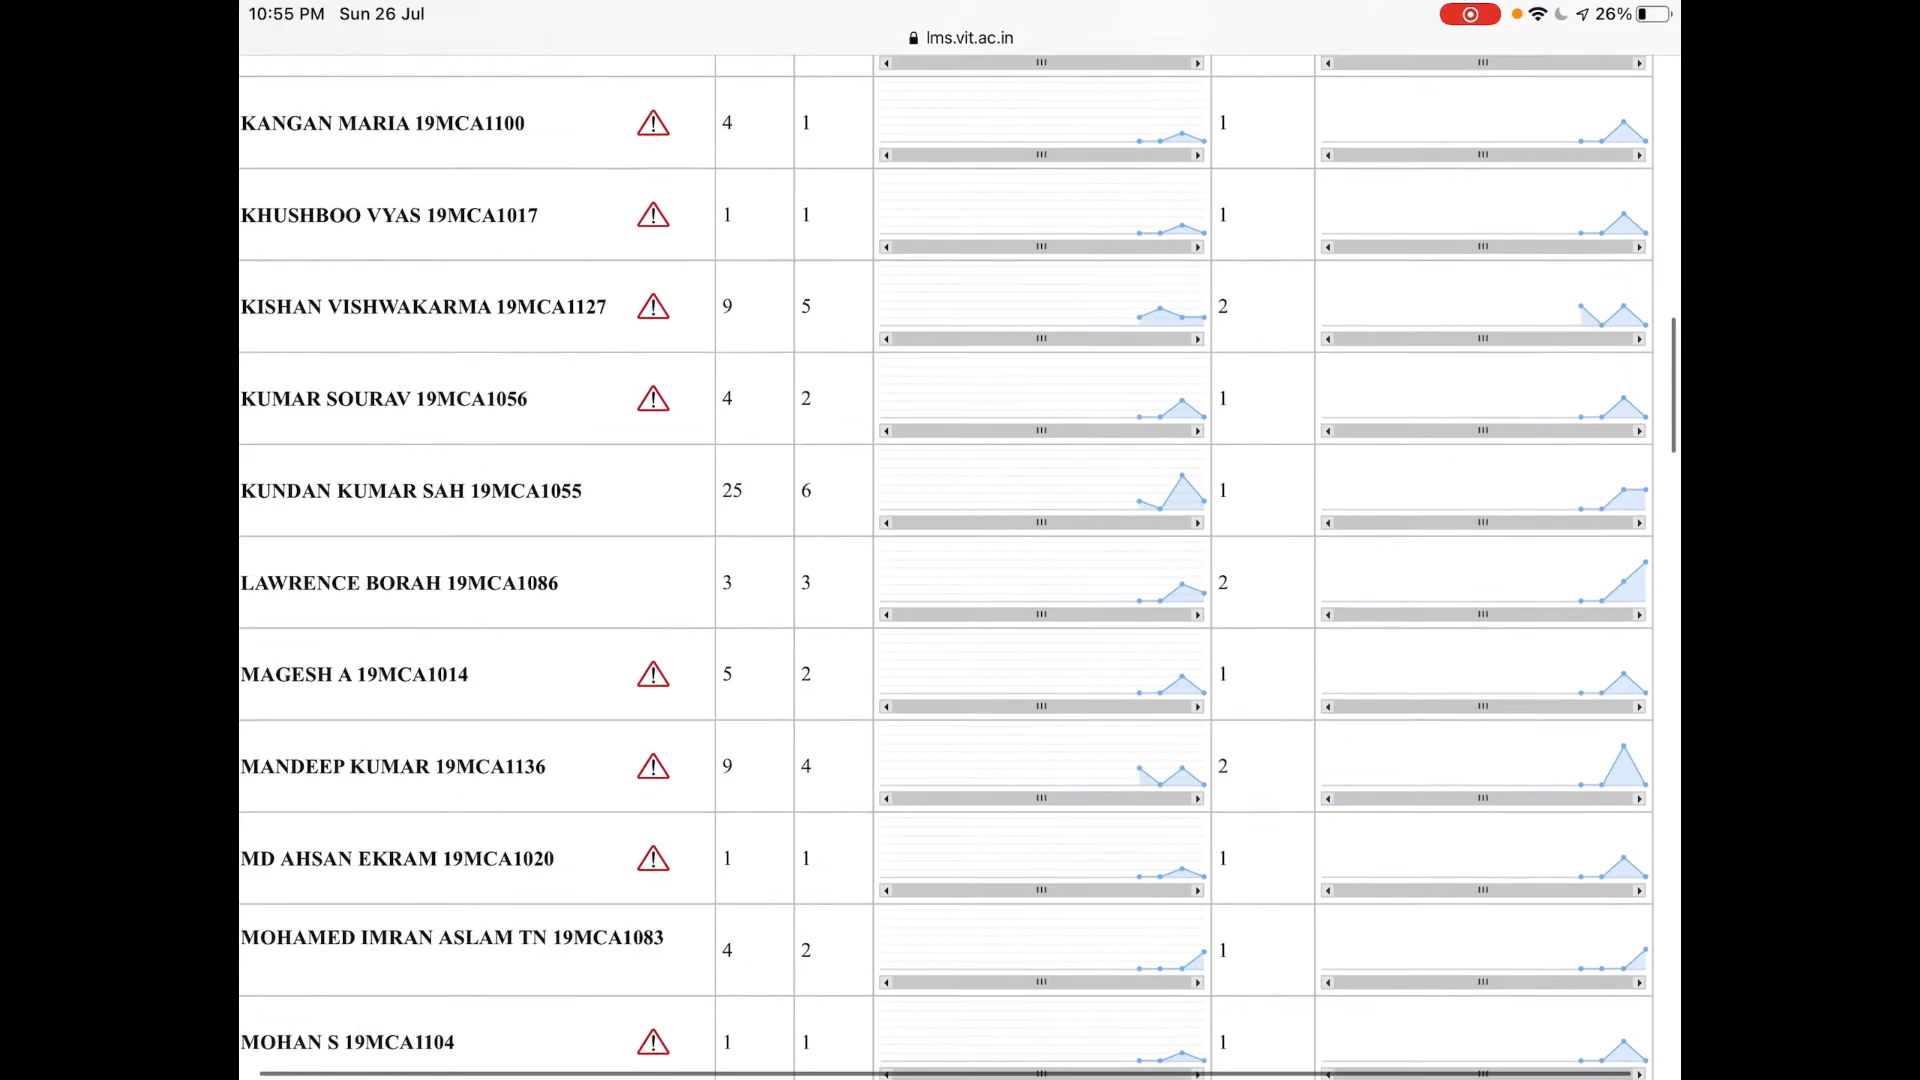 10:55 PM Sun 26 Jul 26%
lms.vit.ac.in
KANGAN MARIA 19MCA1100 4 1 1
KHUSHBOO VYAS 19MCA1017 1 1 1
KISHAN VISHWAKARMA 19MCA1127 9 5 2
KUMAR SOURAV 19MCA1056 4 2 1
KUNDAN KUMAR SAH 19MCA1055 25 6 1
LAWRENCE BORAH 19MCA1086 3 3 2
MAGESH A 19MCA1014 5 2 1
MANDEEP KUMAR 19MCA1136 9 4 2
MD AHSAN EKRAM 19MCA1020 1 1 1
MOHAMED IMRAN ASLAM TN 19MCA1083 4 2 1
MOHAN S 19MCA1104 1 1 1